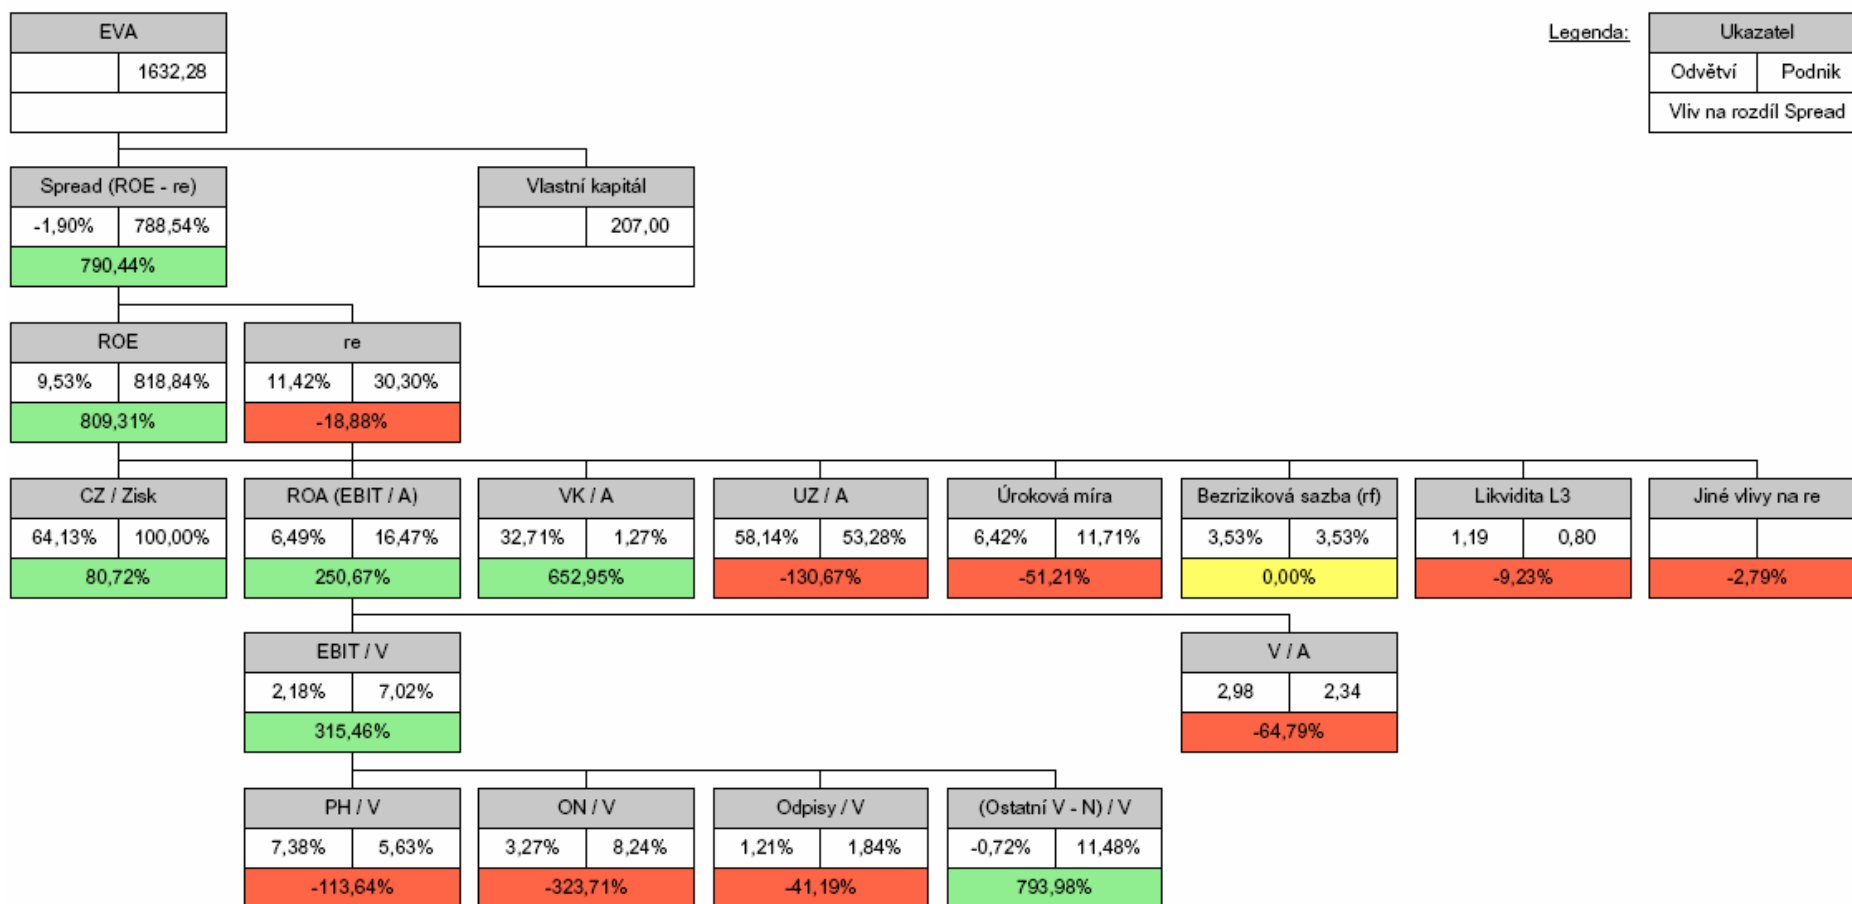 EVA
1632,28
Legenda:
Ukazatel
Odvětví Podnik
Vliv na rozdíl Spread
Spread (ROE - re)
-1,90% 788,54%
790,44%
Vlastní kapitál
207,00
ROE
9,53% 818,84%
809,31%
re
11,42% 30,30%
-18,88%
CZ / Zisk
64,13% 100,00%
80,72%
ROA (EBIT / A)
6,49% 16,47%
250,67%
VK / A
32,71% 1,27%
652,95%
UZ / A
58,14% 53,28%
-130,67%
Úroková míra
6,42% 11,71%
-51,21%
Bezriziková sazba (rf)
3,53% 3,53%
0,00%
Likvidita L3
1,19 0,80
-9,23%
Jiné vlivy na re
-2,79%
EBIT / V
2,18% 7,02%
315,46%
V / A
2,98 2,34
-64,79%
PH / V
7,38% 5,63%
-113,64%
ON / V
3,27% 8,24%
-323,71%
Odpisy / V
1,21% 1,84%
-41,19%
(Ostatní V - N) / V
-0,72% 11,48%
793,98%